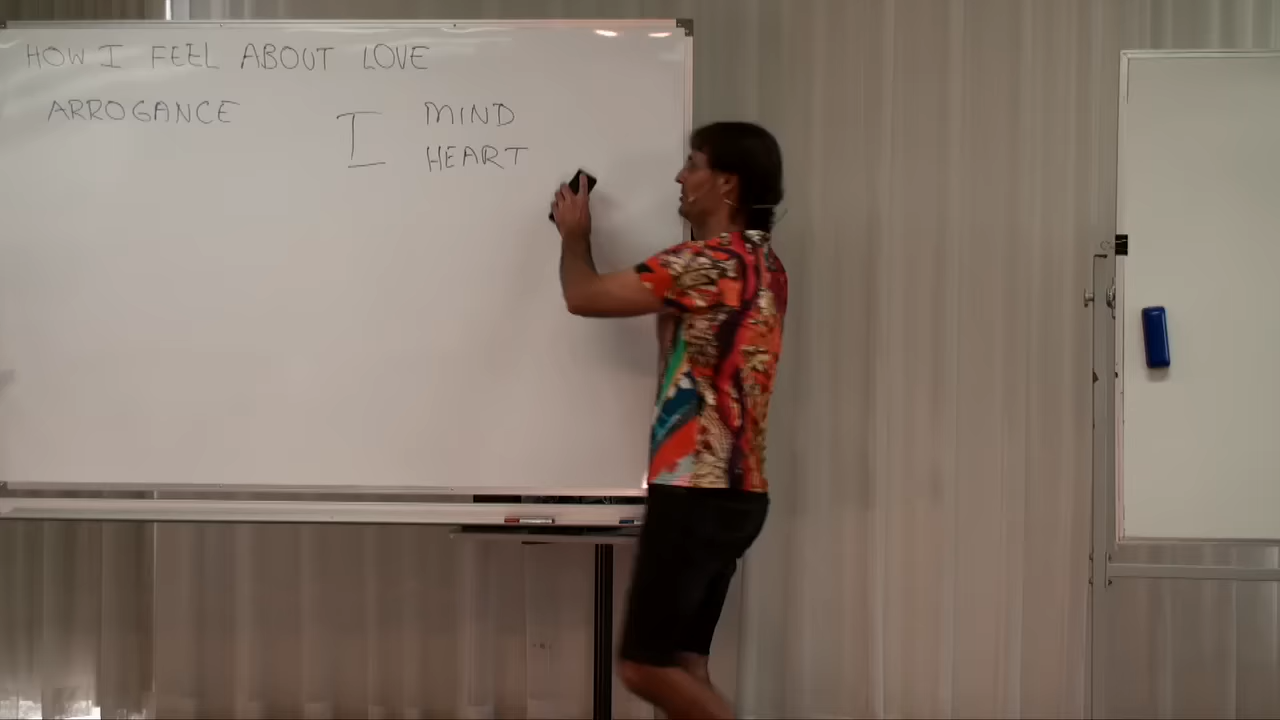 HOW I FEEL ABOUT LOVE
ARROGANCE
I
MIND
HEART